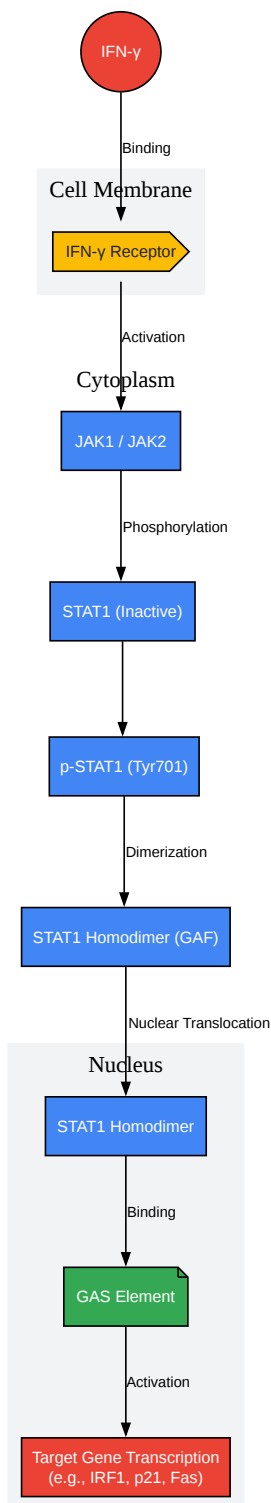 IFN-γ
Binding
Cell Membrane
IFN-γ Receptor
Activation
Cytoplasm
JAK1 / JAK2
Phosphorylation
STAT1 (Inactive)
p-STAT1 (Tyr701)
Dimerization
STAT1 Homodimer (GAF)
Nuclear Translocation
Nucleus
STAT1 Homodimer
Binding
GAS Element
Activation
Target Gene Transcription
(e.g., IRF1, p21, Fas)